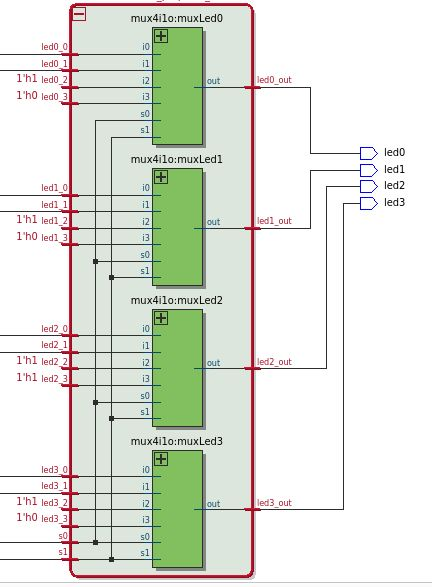 mux4i1o:muxLed0
led0_0 i0
led0_1 i1
1'h1 led0_2 i2 out led0_out
1'h0 led0_3 i3
s0
s1
led0
mux4i1o:muxLed1
led1
led2
led1_0 i0
led3
led1_1 i1
1'h1 led1_2 i2 out led1_out
1'h0 led1_3 i3
s0
s1
mux4i1o:muxLed2
led2_0 i0
led2_1 i1
1'h1 led2_2 i2 out led2_out
1'h1 led2_3 i3
s0
s1
mux4i1o:muxLed3
led3_0 i0
led3_1 i1
1'h1 led3_2 i2 out led3_out
1'h0 led3_3 i3
s0 s0
s1 s1